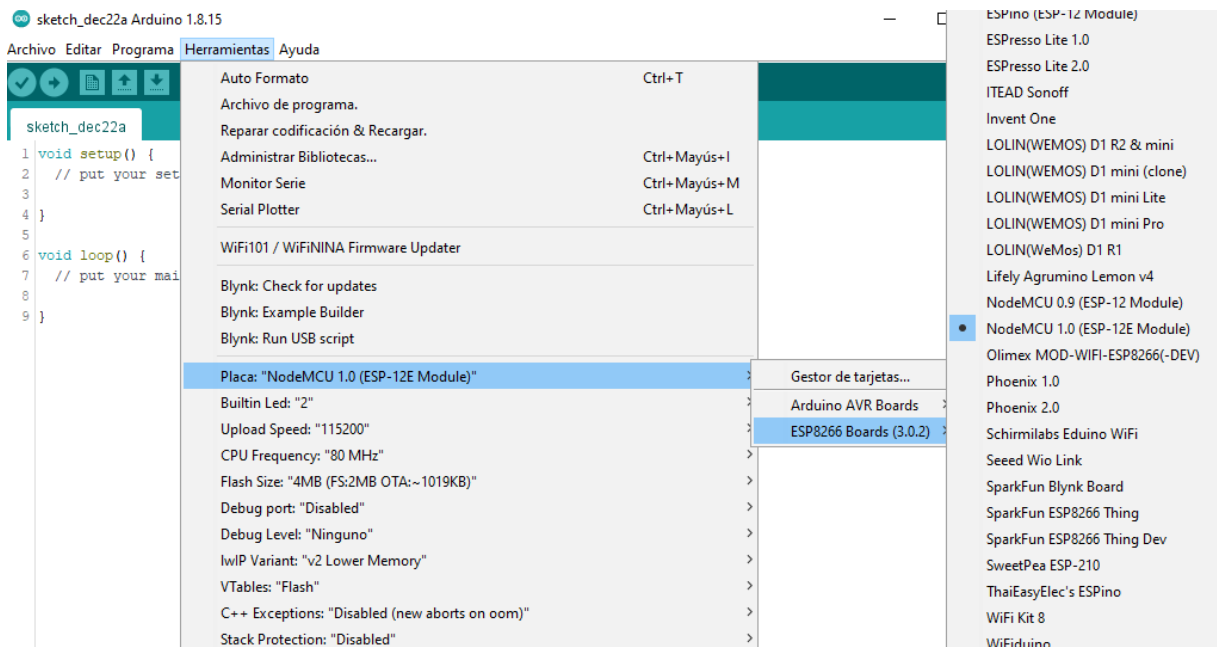 sketch_dec22a Arduino 1.8.15
Archivo Editar Programa Herramientas Ayuda
sketch_dec22a
1 void setup() {
2 // put your set
3
4 }
5
6 void loop() {
7 // put your mai
8
9 }
Auto Formato Ctrl+T
Archivo de programa.
Reparar codificación & Recargar.
Administrar Bibliotecas... Ctrl+Mayús+I
Monitor Serie Ctrl+Mayús+M
Serial Plotter Ctrl+Mayús+L
WiFi101 / WiFiNINA Firmware Updater
Blynk: Check for updates
Blynk: Example Builder
Blynk: Run USB script
Placa: "NodeMCU 1.0 (ESP-12E Module)"
Builtin Led: "2"
Upload Speed: "115200"
CPU Frequency: "80 MHz"
Flash Size: "4MB (FS:2MB OTA:~1019KB)"
Debug port: "Disabled"
Debug Level: "Ninguno"
lwIP Variant: "v2 Lower Memory"
VTables: "Flash"
C++ Exceptions: "Disabled (new aborts on oom)"
Stack Protection: "Disabled"
Gestor de tarjetas...
Arduino AVR Boards
ESP8266 Boards (3.0.2)
ESPino (ESP-12 Module)
ESPresso Lite 1.0
ESPresso Lite 2.0
ITEAD Sonoff
Invent One
LOLIN(WEMOS) D1 R2 & mini
LOLIN(WEMOS) D1 mini (clone)
LOLIN(WEMOS) D1 mini Lite
LOLIN(WEMOS) D1 mini Pro
LOLIN(WeMos) D1 R1
Lifely Agrumino Lemon v4
NodeMCU 0.9 (ESP-12 Module)
NodeMCU 1.0 (ESP-12E Module)
Olimex MOD-WIFI-ESP8266(-DEV)
Phoenix 1.0
Phoenix 2.0
Schirmilabs Eduino WiFi
Seeed Wio Link
SparkFun Blynk Board
SparkFun ESP8266 Thing
SparkFun ESP8266 Thing Dev
SweetPea ESP-210
ThaiEasyElec's ESPino
WiFi Kit 8
WiFiduino